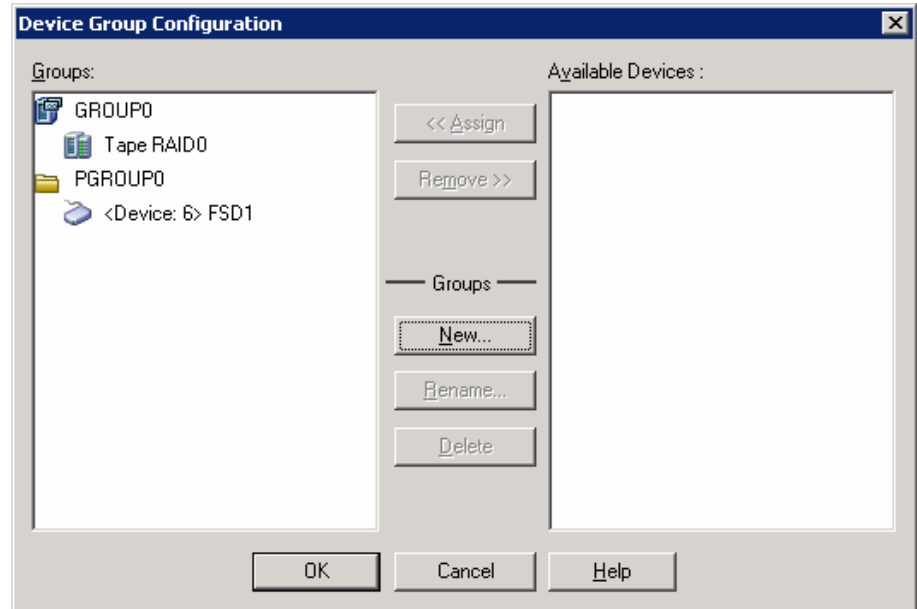 Device Group Configuration
Groups:
Available Devices :
GROUP0
Tape RAID0
PGROUP0
<Device: 6> FSD1
<< Assign
Remove >>
Groups
New...
Rename...
Delete
OK
Cancel
Help